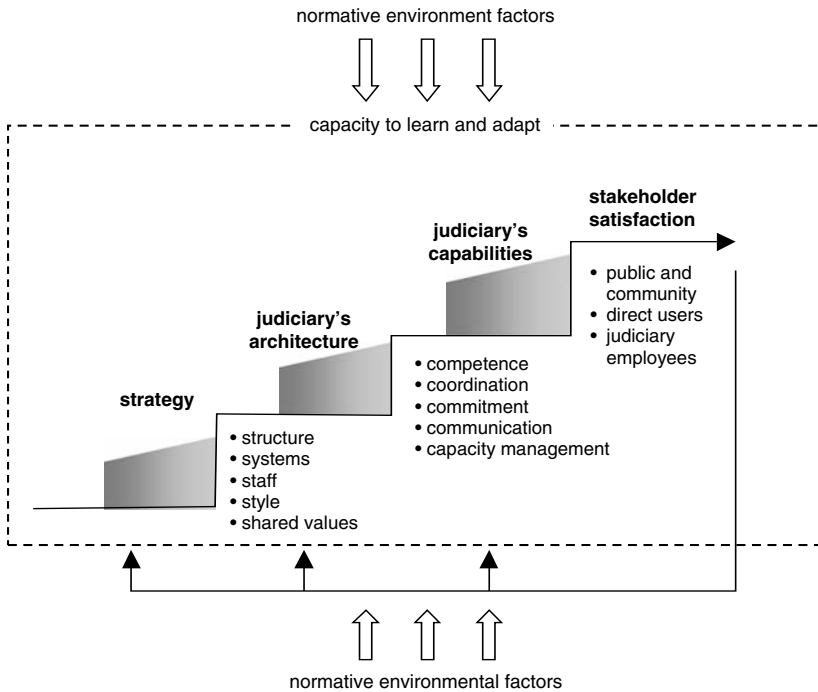 normative environment factors
capacity to learn and adapt
stakeholder
satisfaction
• public and
community
• direct users
• judiciary
employees
judiciary's
capabilities
• competence
• coordination
• commitment
• communication
• capacity management
judiciary's
architecture
• structure
• systems
• staff
• style
• shared values
strategy
normative environmental factors